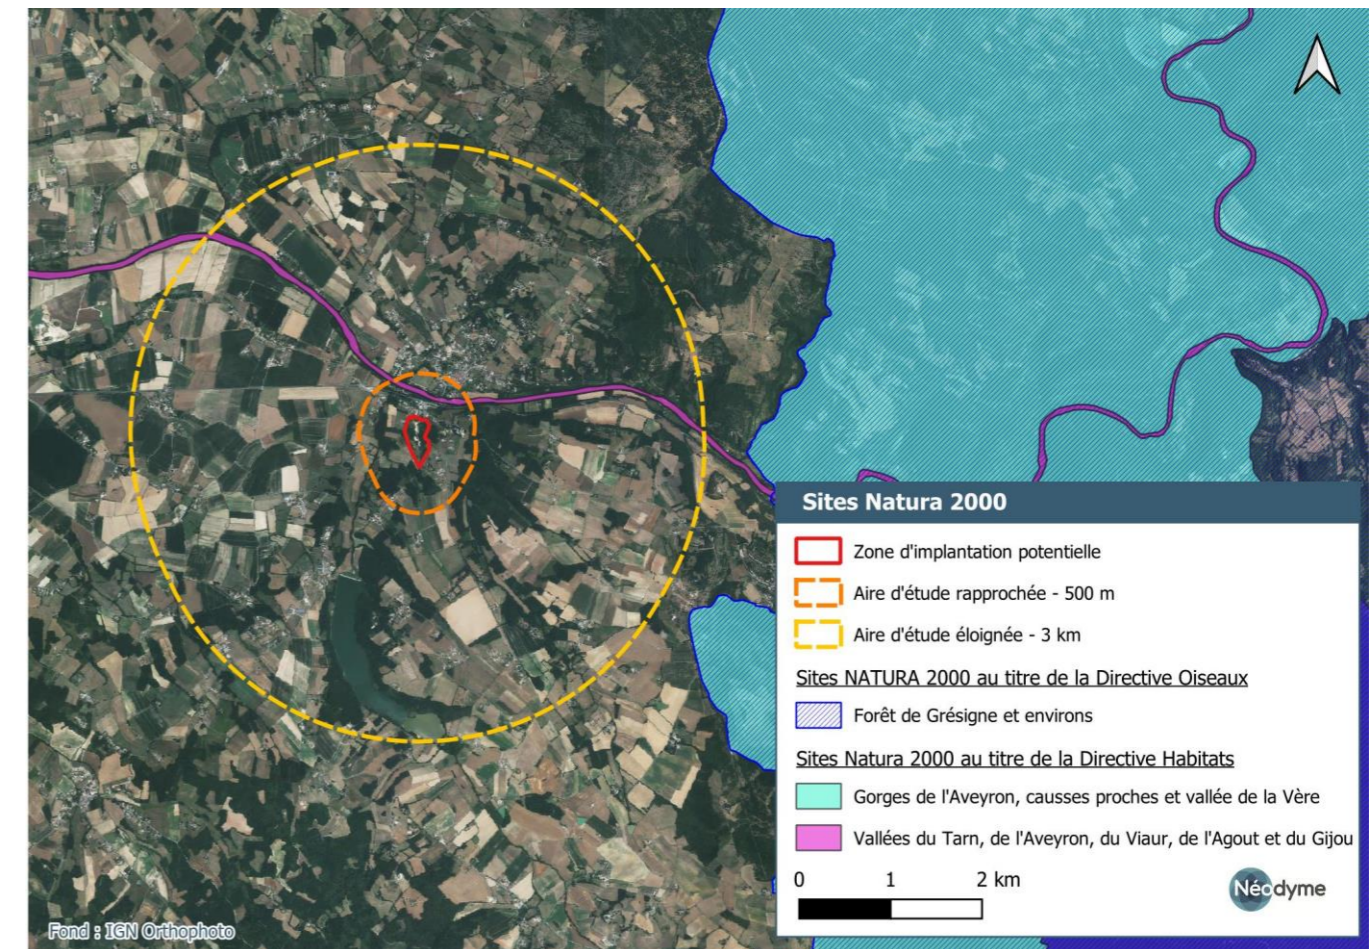 Sites Natura 2000
Zone d'implantation potentielle
Aire d'étude rapprochée - 500 m
Aire d'étude éloignée - 3 km
Sites NATURA 2000 au titre de la Directive Oiseaux
Forêt de Grésigne et environs
Sites Natura 2000 au titre de la Directive Habitats
Gorges de l'Aveyron, causses proches et vallée de la Vère
Vallées du Tarn, de l'Aveyron, du Viaur, de l'Agout et du Gijou
0 1 2 km
Néodyme
Fond : IGN Orthophoto